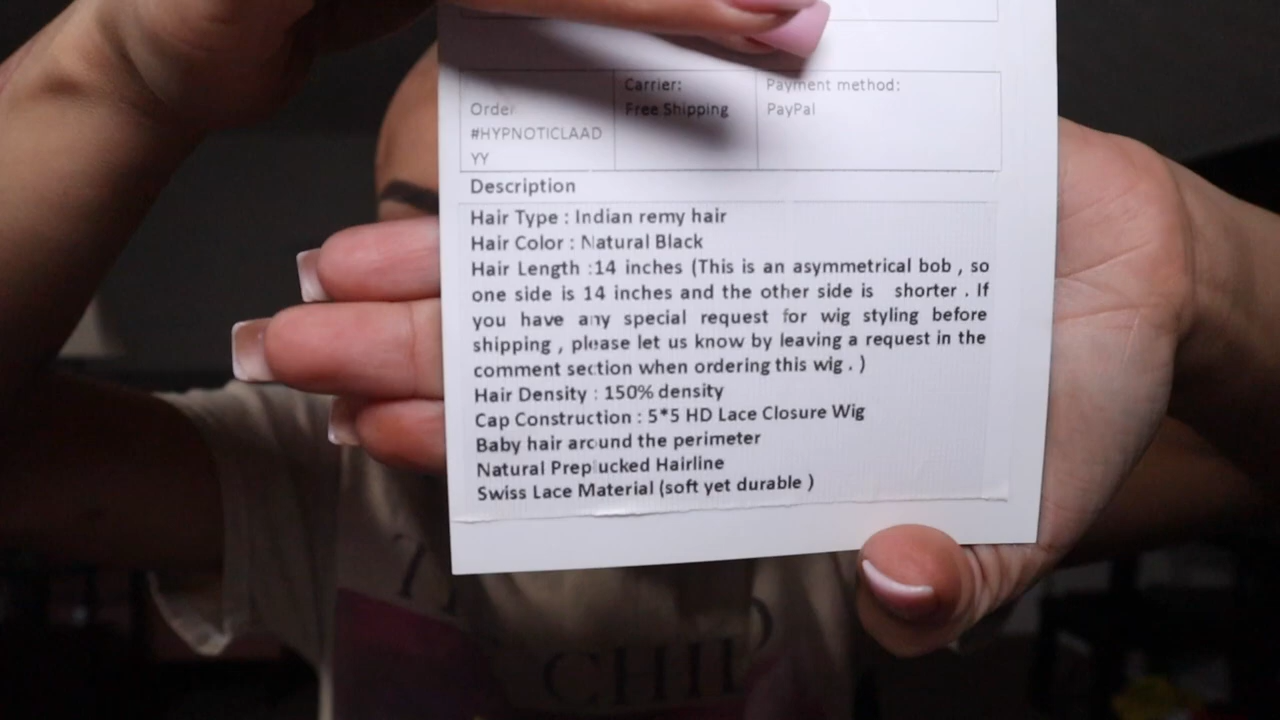 Carrier:
Payment method:
Order
Free Shipping
PayPal
#HYPNOTICLAAD
YY
Description
Hair Type : Indian remy hair
Hair Color : Natural Black
Hair Length :14 inches (This is an asymmetrical bob , so
one side is 14 inches and the other side is shorter . If
you have any special request for wig styling before
shipping , please let us know by leaving a request in the
comment section when ordering this wig . )
Hair Density : 150% density
Cap Construction : 5*5 HD Lace Closure Wig
Baby hair around the perimeter
Natural Preplucked Hairline
Swiss Lace Material (soft yet durable )